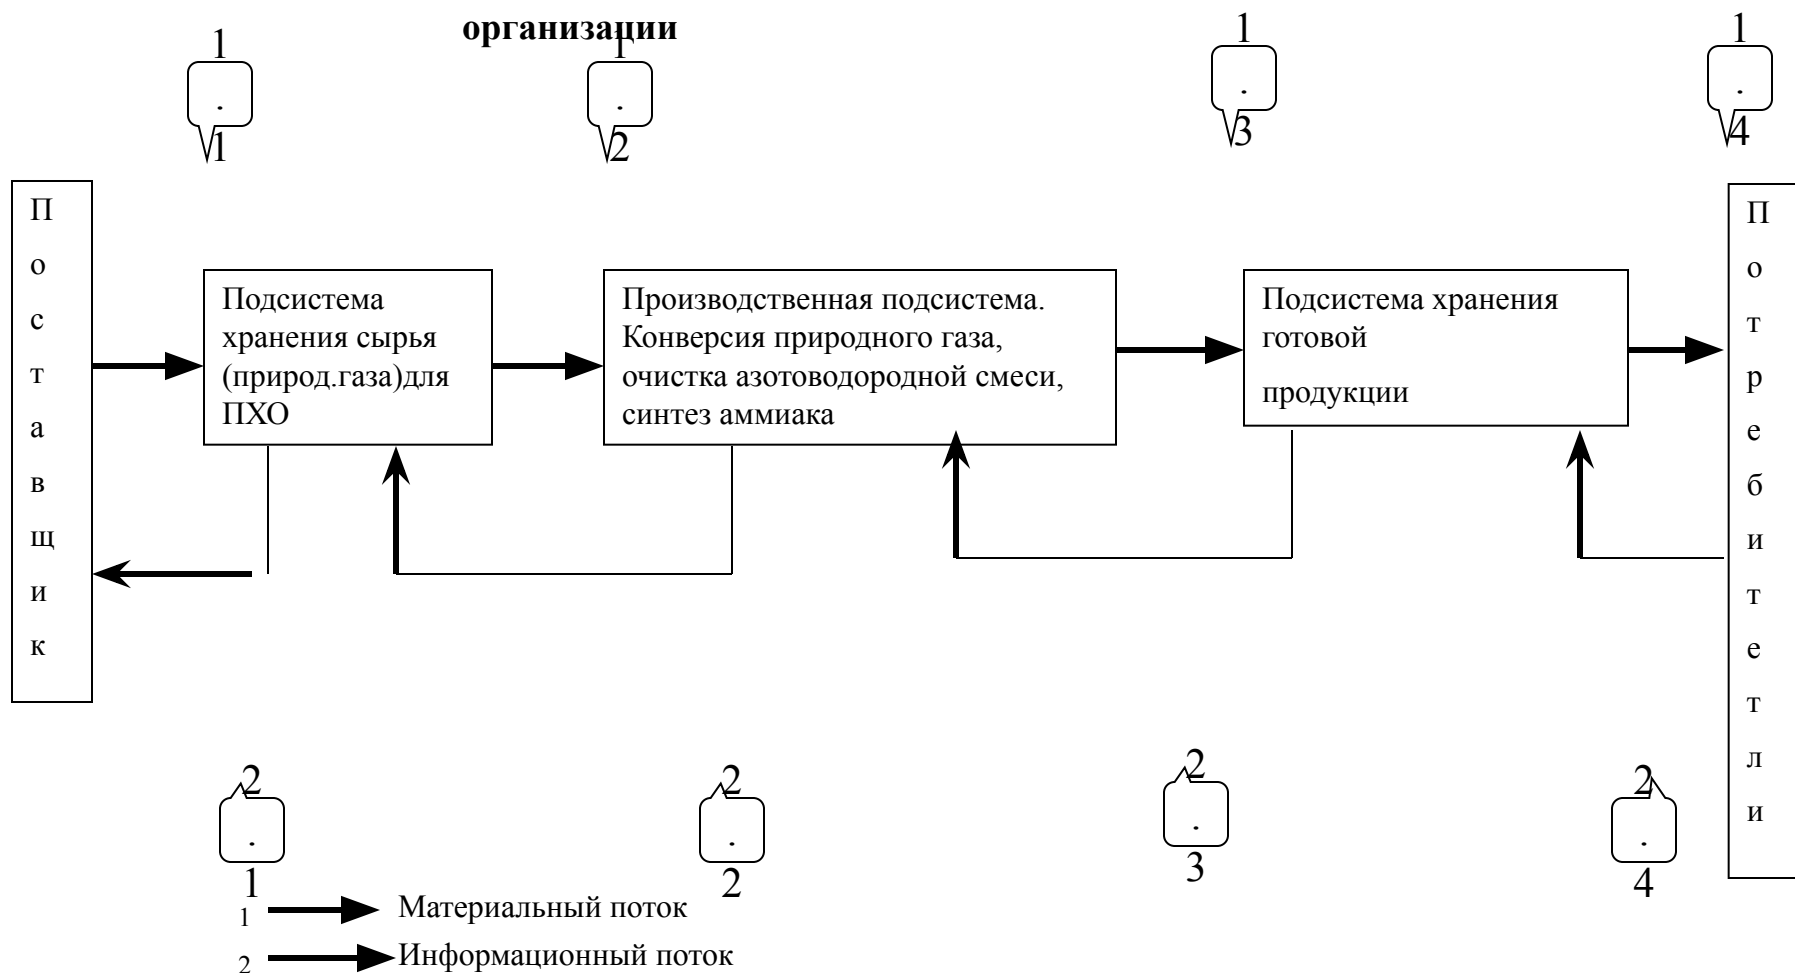 организации
1.1
1.2
1.3
1.4
Поставщик
Подсистема
хранения сырья
(природ.газа)для
ПХО
Производственная подсистема.
Конверсия природного газа,
очистка азотоводородной смеси,
синтез аммиака
Подсистема хранения
готовой
продукции
Потребители
2.1
2.2
2.3
2.4
1 Материальный поток
2 Информационный поток